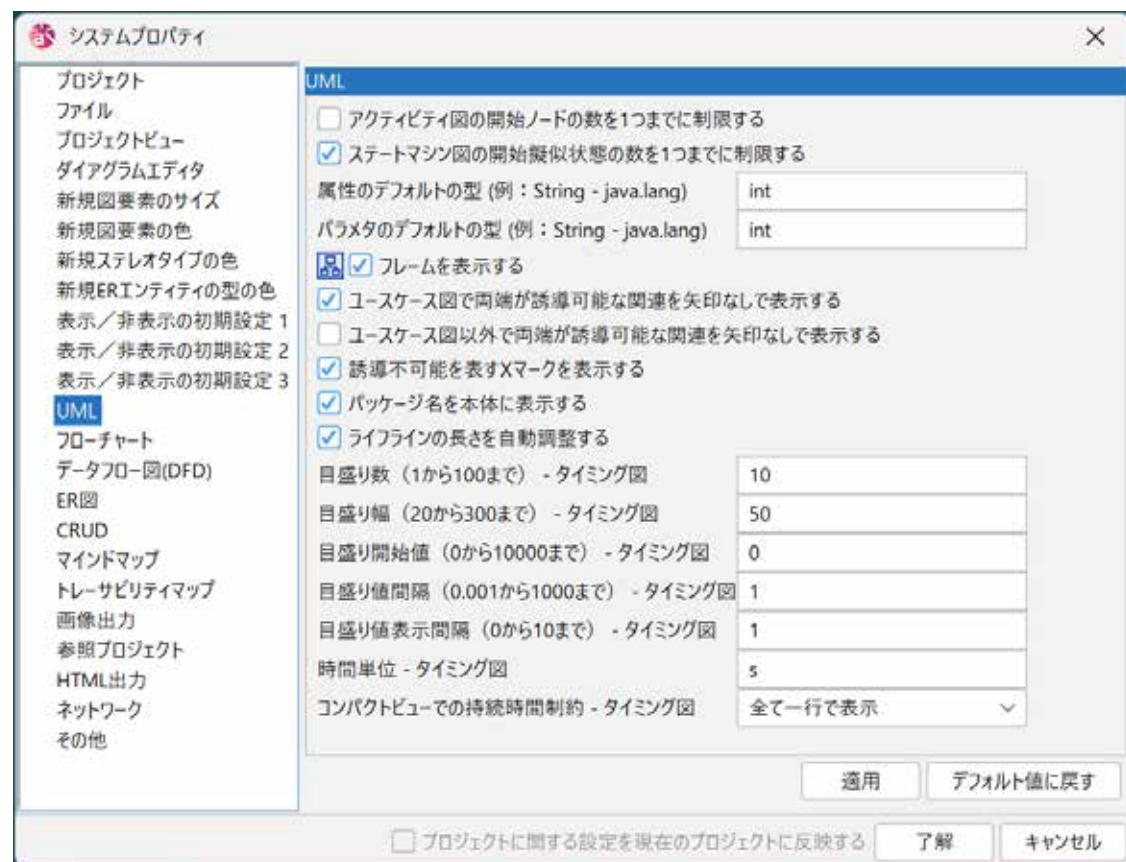 システムプロパティ
プロジェクト
ファイル
プロジェクトビュー
ダイアグラムエディタ
新規図要素のサイズ
新規図要素の色
新規ステレオタイプの色
新規ERエンティティの型の色
表示／非表示の初期設定 1
表示／非表示の初期設定 2
表示／非表示の初期設定 3
UML
フローチャート
データフロー図(DFD)
ER図
CRUD
マインドマップ
トレーサビリティマップ
画像出力
参照プロジェクト
HTML出力
ネットワーク
その他
UML
アクティビティ図の開始ノードの数を1つまでに制限する
ステートマシン図の開始擬似状態の数を1つまでに制限する
属性のデフォルトの型 (例：String - java.lang) int
パラメタのデフォルトの型 (例：String - java.lang) int
フレームを表示する
ユースケース図で両端が誘導可能な関連を矢印なしで表示する
ユースケース図以外で両端が誘導可能な関連を矢印なしで表示する
誘導不可能を表すXマークを表示する
パッケージ名を本体に表示する
ライフラインの長さを自動調整する
目盛り数（1から100まで） - タイミング図 10
目盛り幅（20から300まで） - タイミング図 50
目盛り開始値（0から10000まで） - タイミング図 0
目盛り値間隔（0.001から1000まで） - タイミング図 1
目盛り値表示間隔（0から10まで） - タイミング図 1
時間単位 - タイミング図 s
コンパクトビューでの持続時間制約 - タイミング図 全て一行で表示
適用 デフォルト値に戻す
プロジェクトに関する設定を現在のプロジェクトに反映する 了解 キャンセル